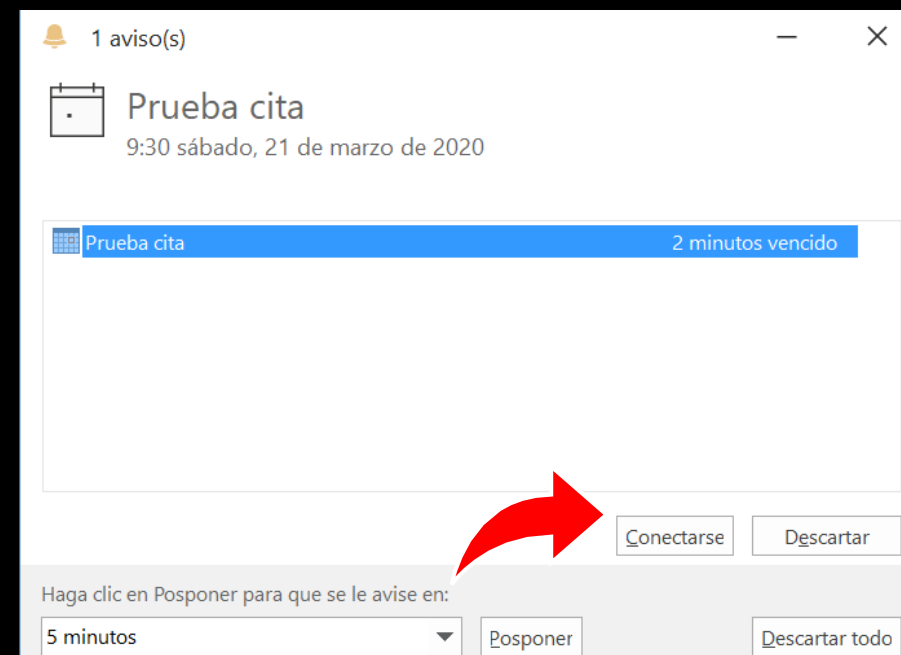 1 aviso(s)
Prueba cita
9:30 sábado, 21 de marzo de 2020
Prueba cita 2 minutos vencido
Conectarse Descartar
Haga clic en Posponer para que se le avise en:
5 minutos Posponer Descartar todo